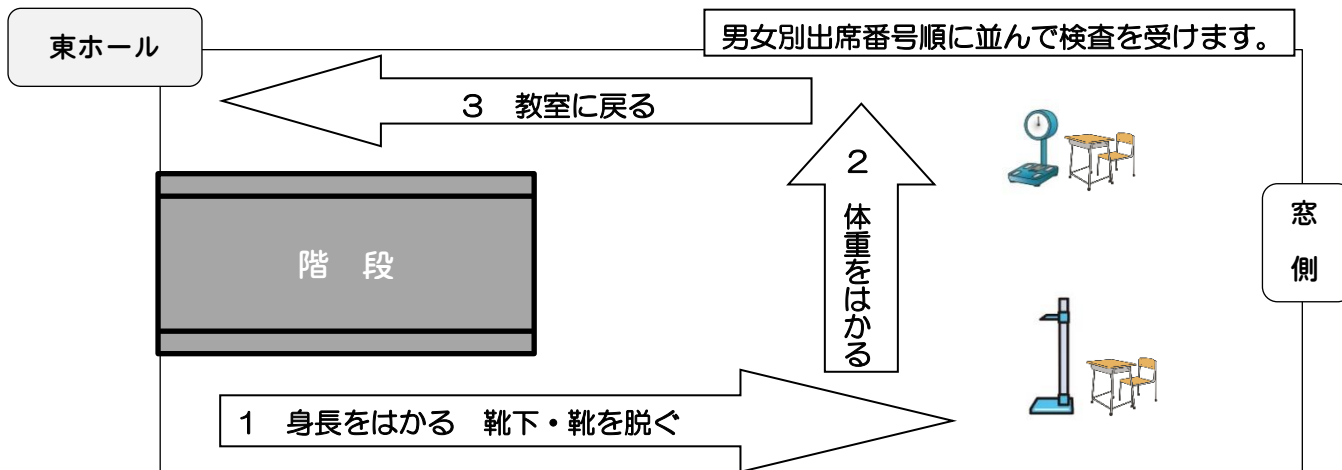 東ホール
男女別出席番号順に並んで検査を受けます。
３　教室に戻る
２　体重をはかる
階　段
窓側
１　身長をはかる　靴下・靴を脱ぐ